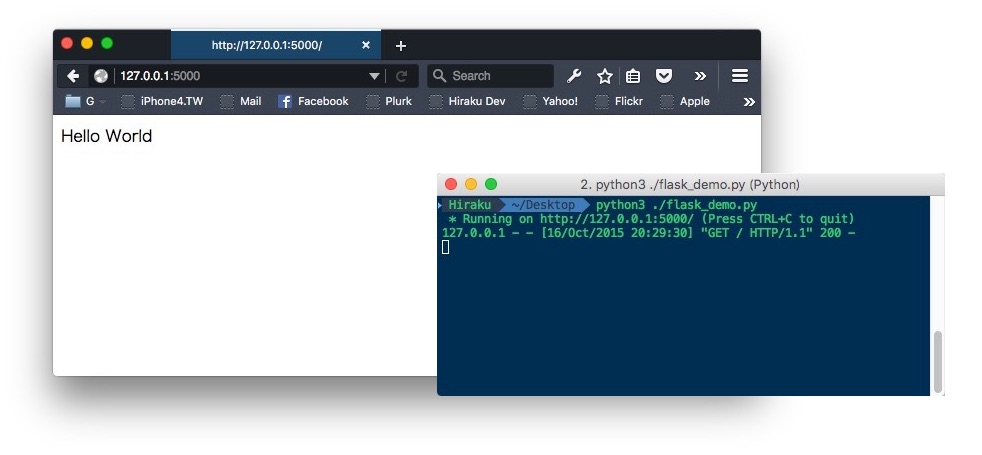 http://127.0.0.1:5000/
127.0.0.1:5000 Search
G iPhone4.TW Mail Facebook Plurk Hiraku Dev Yahoo! Flickr Apple
Hello World
2. python3 ./flask_demo.py (Python)
Hiraku ~/Desktop python3 ./flask_demo.py
* Running on http://127.0.0.1:5000/ (Press CTRL+C to quit)
127.0.0.1 - - [16/Oct/2015 20:29:30] "GET / HTTP/1.1" 200 -